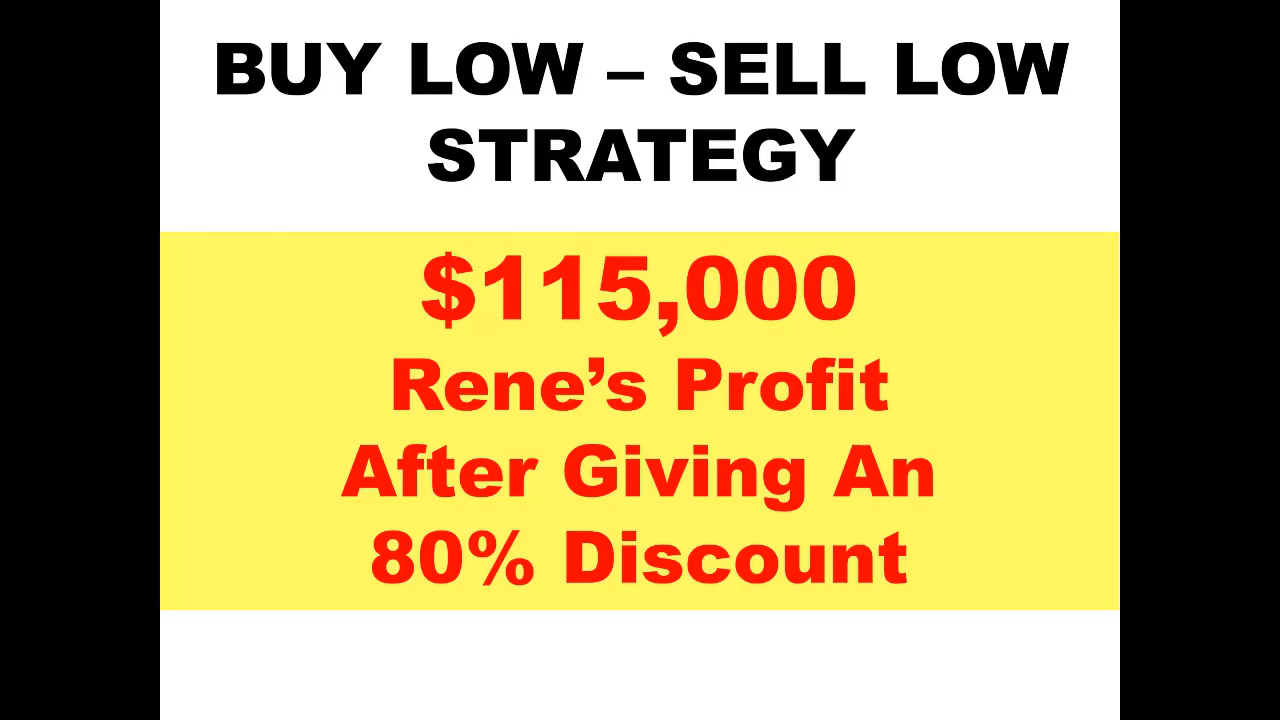 BUY LOW – SELL LOW
STRATEGY
$115,000
Rene’s Profit
After Giving An
80% Discount